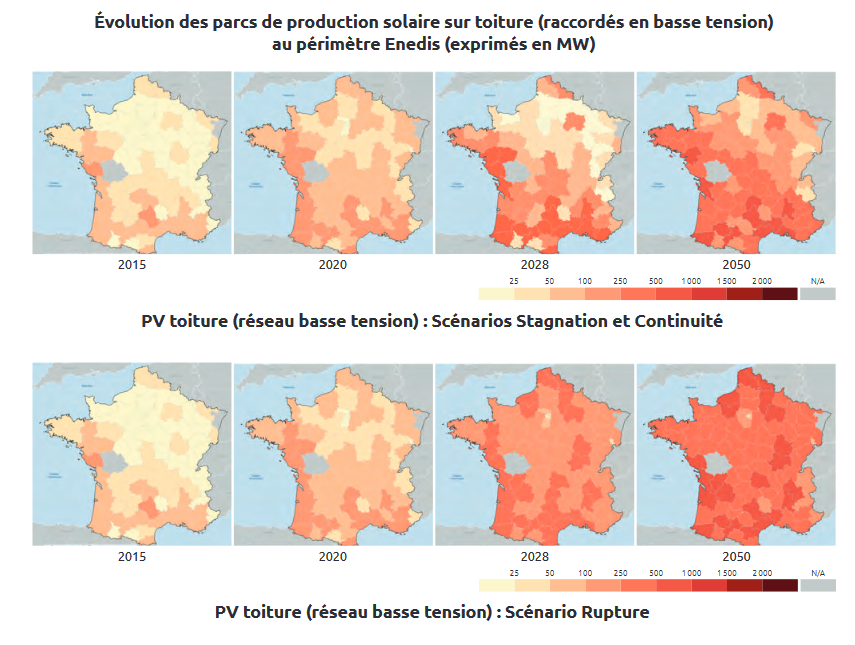 Évolution des parcs de production solaire sur toiture (raccordés en basse tension)
au périmètre Enedis (exprimés en MW)
2015 2020 2028 2050
25 50 100 250 500 1 000 1 500 2 000 N/A
PV toiture (réseau basse tension) : Scénarios Stagnation et Continuité
2015 2020 2028 2050
25 50 100 250 500 1 000 1 500 2 000 N/A
PV toiture (réseau basse tension) : Scénario Rupture